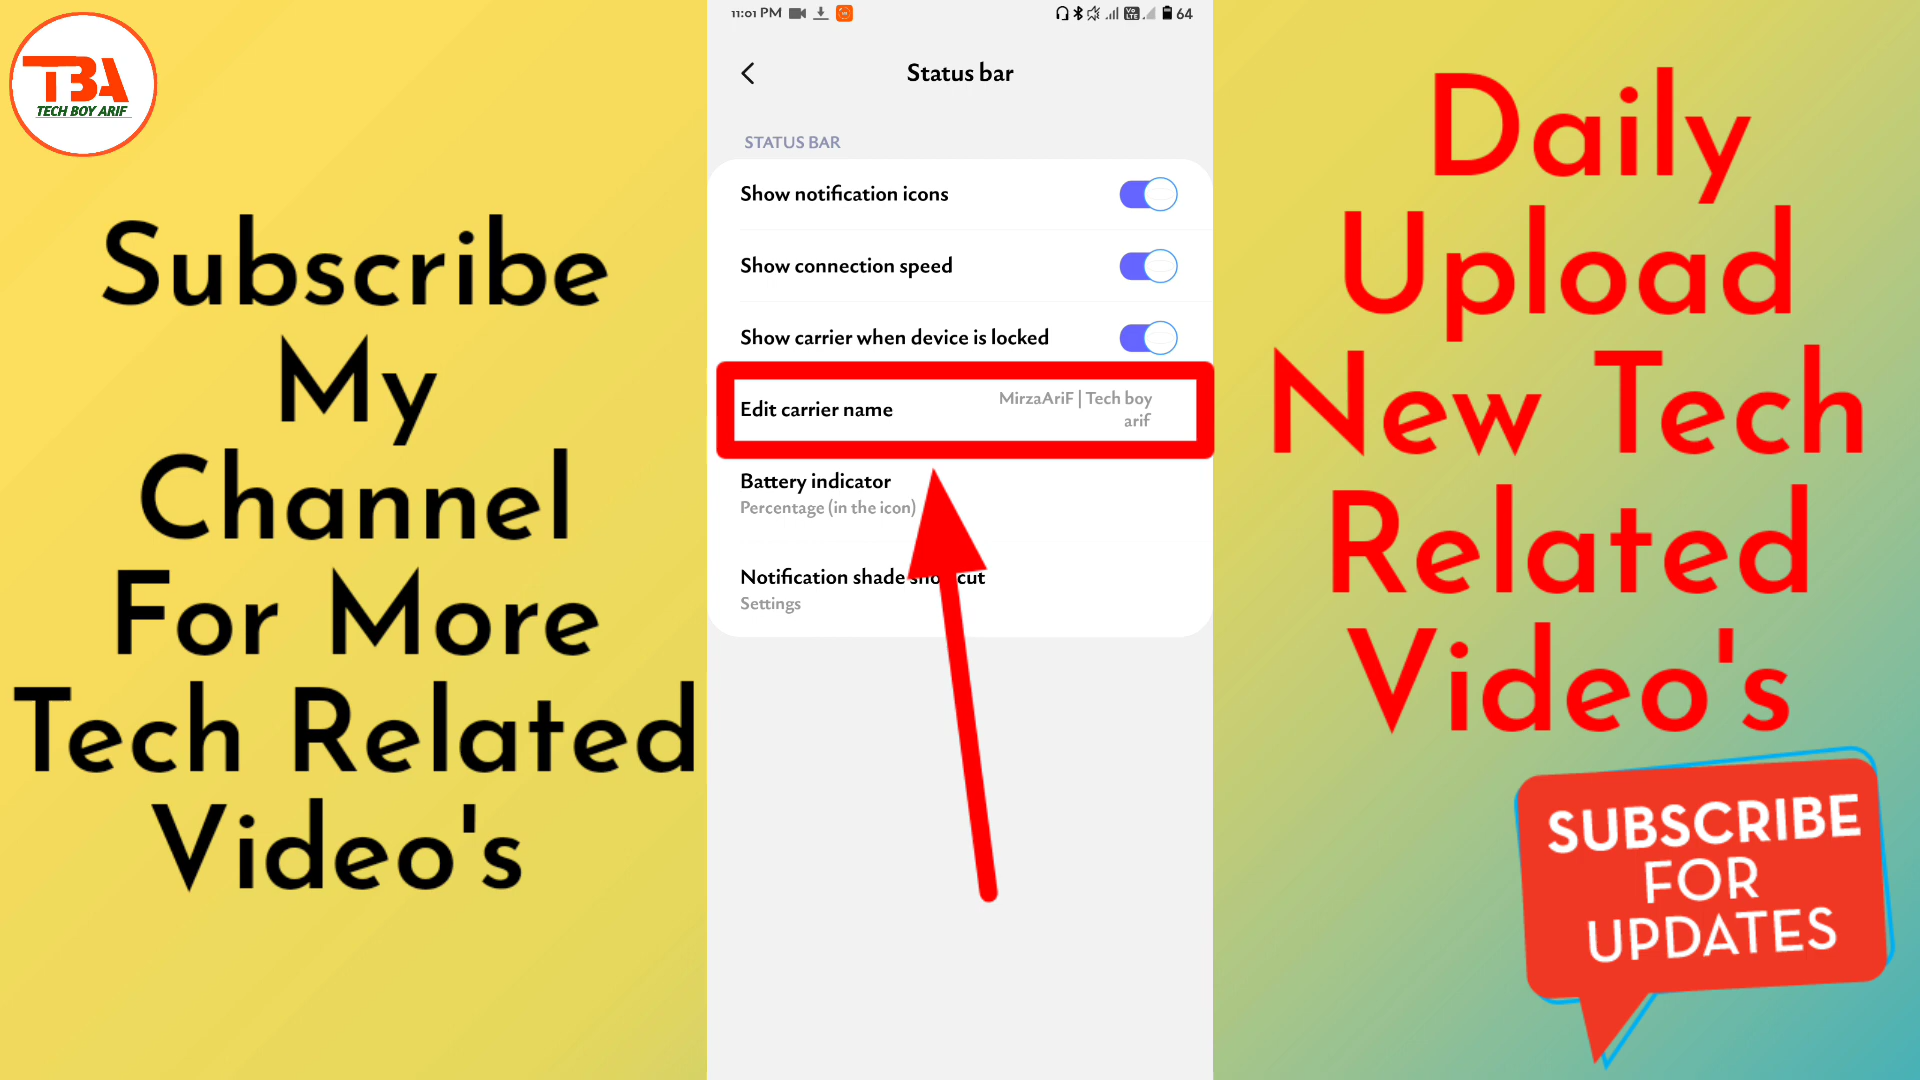 TBA
TECH BOY ARIF
Subscribe
My
Channel
For More
Tech Related
Video's
11:01 PM
Vo
LTE
64
Status bar
STATUS BAR
Show notification icons
Show connection speed
Show carrier when device is locked
Edit carrier name
MirzaAriF | Tech boy
arif
Battery indicator
Percentage (in the icon)
Notification shade
Settings
Daily
Upload
New Tech
Related
Video's
SUBSCRIBE
FOR
UPDATES